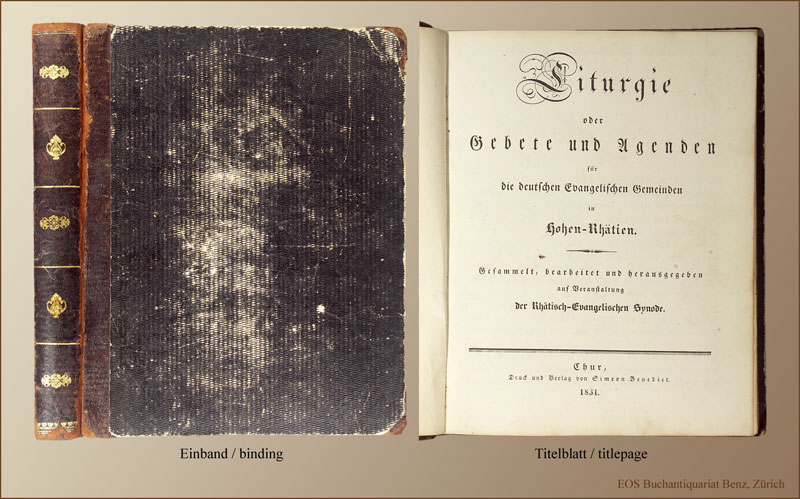 Liturgie
oder
Gebete und Agenden
für
die deutschen Evangelischen Gemeinden
in
Hohen-Rhätien.
Gesammelt, bearbeitet und herausgegeben
auf Veranstaltung
der Rhätisch-Evangelischen Synode.
Chur,
Druck und Verlag von Simeon Benedict.
1831.
Einband / binding
Titelblatt / titlepage
EOS Buchantiquariat Benz, Zürich